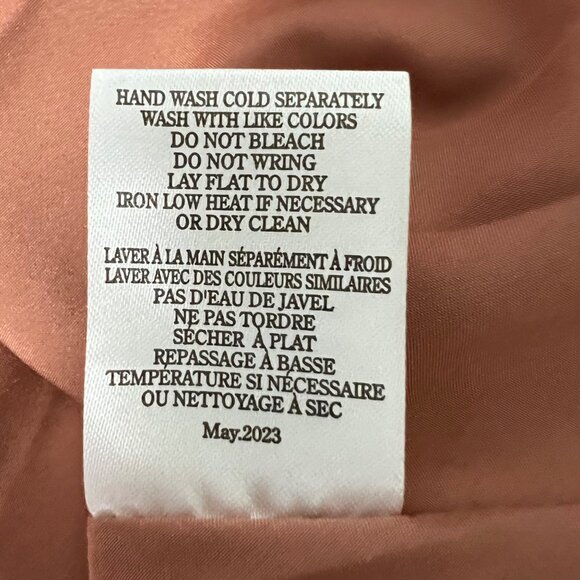 HAND WASH COLD SEPARATELY
WASH WITH LIKE COLORS
DO NOT BLEACH
DO NOT WRING
LAY FLAT TO DRY
IRON LOW HEAT IF NECESSARY
OR DRY CLEAN
LAVER À LA MAIN SÉPARÉMENT À FROID
LAVER AVEC DES COULEURS SIMILAIRES
PAS D'EAU DE JAVEL
NE PAS TORDRE
SÉCHER À PLAT
REPASSAGE À BASSE
TEMPÉRATURE SI NÉCESSAIRE
OU NETTOYAGE À SEC
May.2023